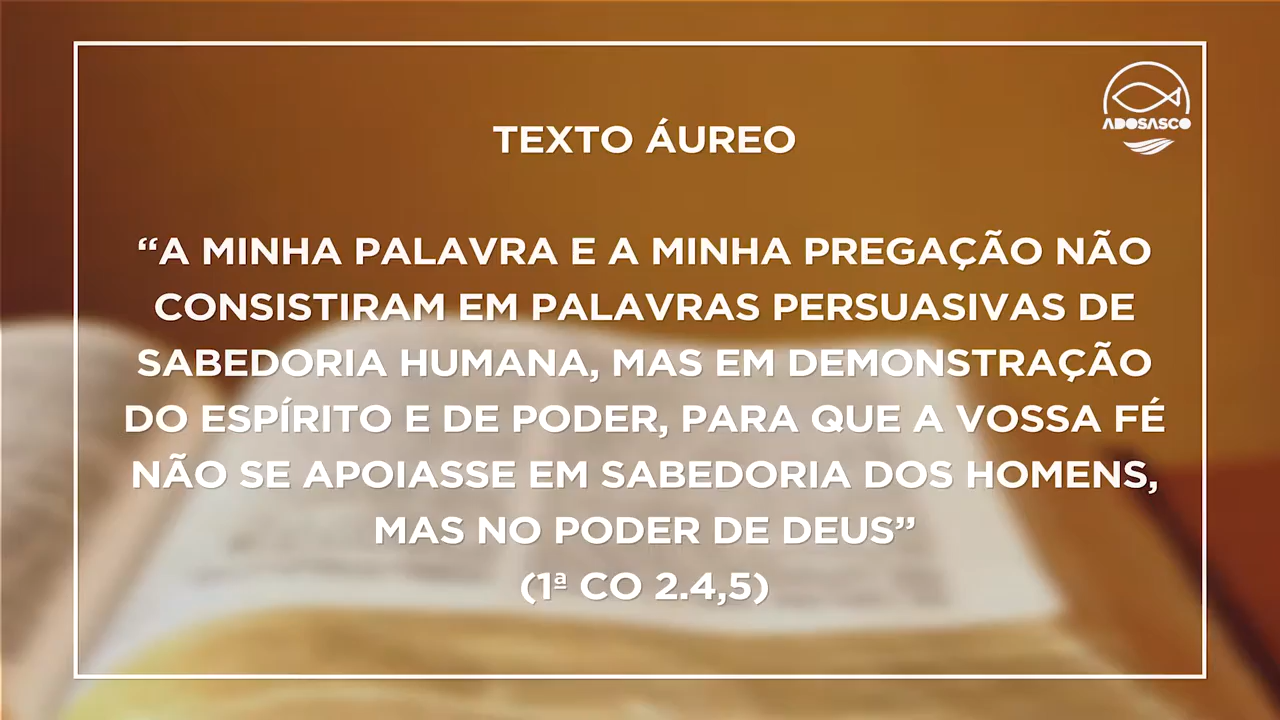 ADOSASCO
TEXTO ÁUREO
“A MINHA PALAVRA E A MINHA PREGAÇÃO NÃO
CONSISTIRAM EM PALAVRAS PERSUASIVAS DE
SABEDORIA HUMANA, MAS EM DEMONSTRAÇÃO
DO ESPÍRITO E DE PODER, PARA QUE A VOSSA FÉ
NÃO SE APOIASSE EM SABEDORIA DOS HOMENS,
MAS NO PODER DE DEUS”
(1ª CO 2.4,5)